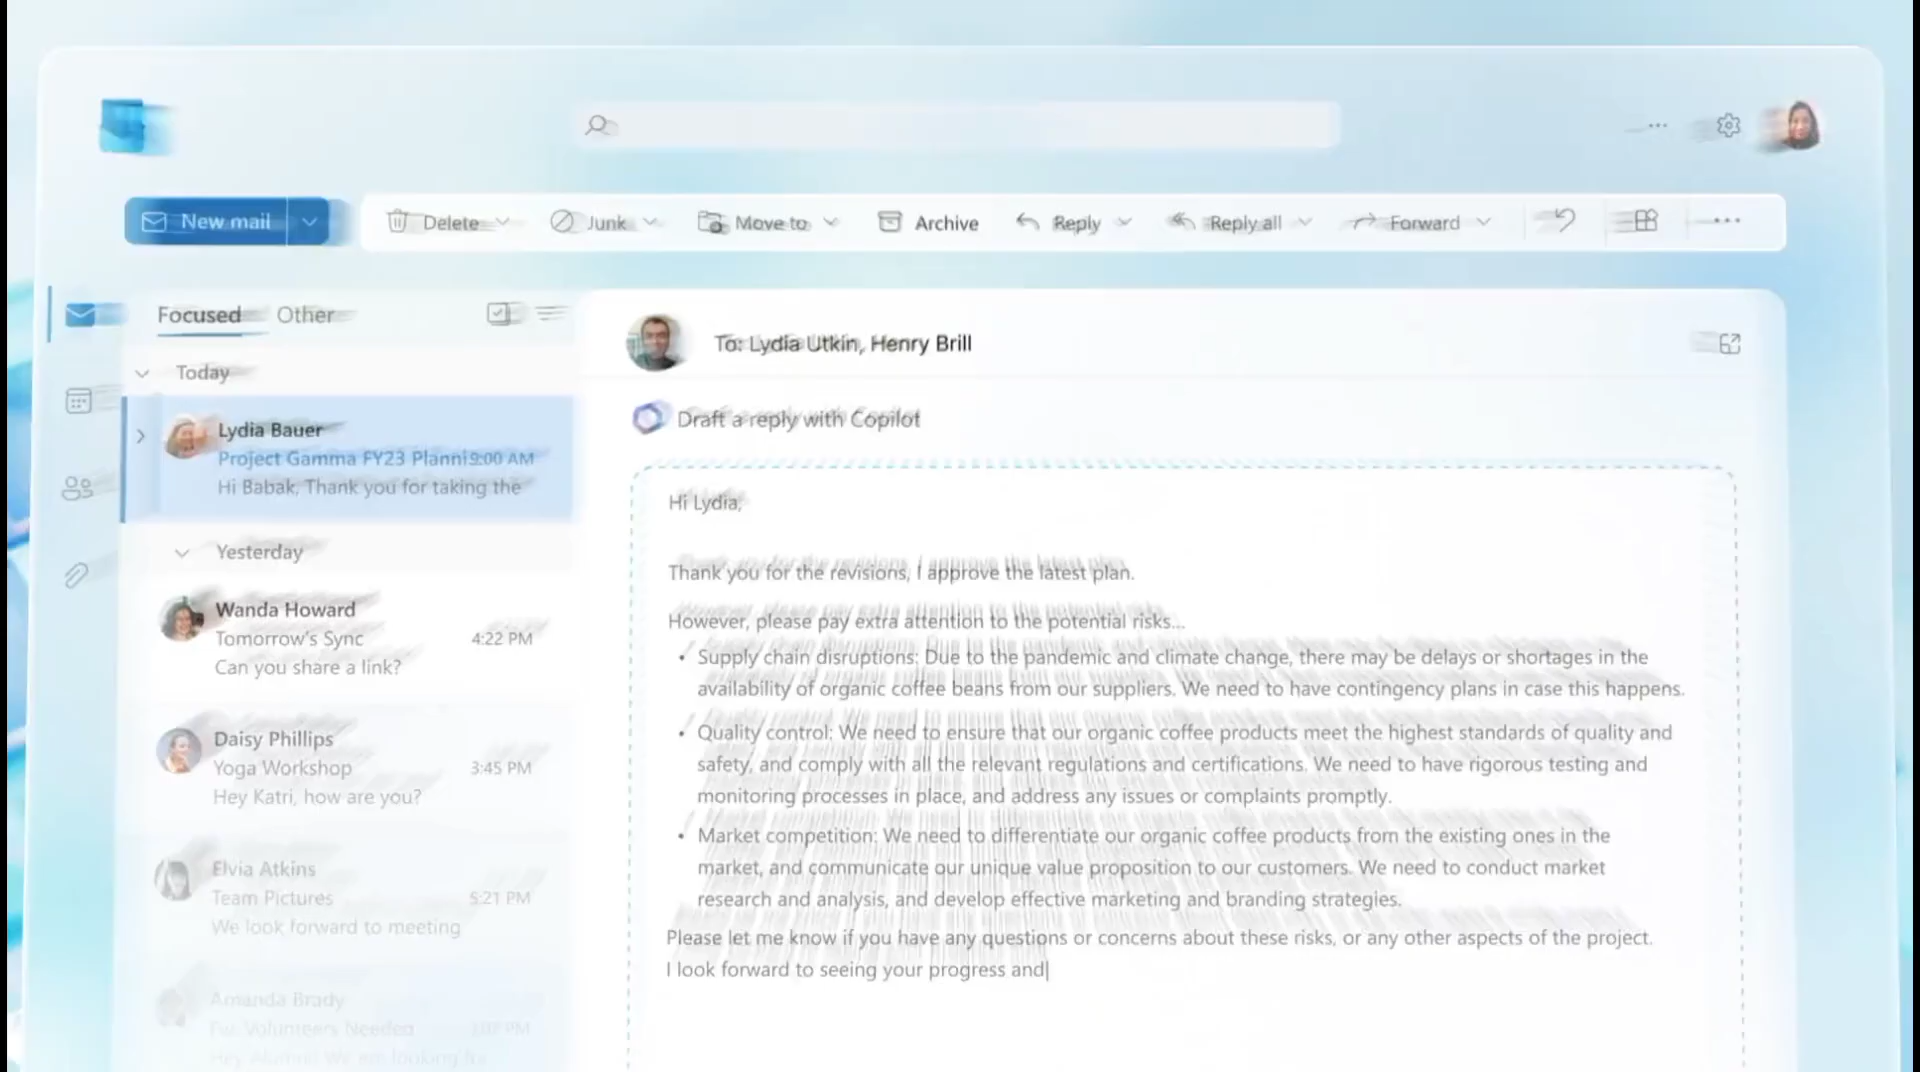 New mail
Delete
Junk
Move to
Archive
Reply
Reply all
Forward
Focused
Other
Today
Lydia Bauer
Project Gamma FY23 Planni 9:00 AM
Hi Babak, Thank you for taking the
Yesterday
Wanda Howard
Tomorrow's Sync
4:22 PM
Can you share a link?
Daisy Phillips
Yoga Workshop
3:45 PM
Hey Katri, how are you?
Elvia Atkins
Team Pictures
5:21 PM
We look forward to meeting
Amanda Brady
Volunteers Needed
PM
To: Lydia Utkin, Henry Brill
Draft a reply with Copilot
Hi Lydia,
Thank you for the revisions, I approve the latest plan.
However, please pay extra attention to the potential risks...
• Supply chain disruptions: Due to the pandemic and climate change, there may be delays or shortages in the
availability of organic coffee beans from our suppliers. We need to have contingency plans in case this happens.
• Quality control: We need to ensure that our organic coffee products meet the highest standards of quality and
safety, and comply with all the relevant regulations and certifications. We need to have rigorous testing and
monitoring processes in place, and address any issues or complaints promptly.
• Market competition: We need to differentiate our organic coffee products from the existing ones in the
market, and communicate our unique value proposition to our customers. We need to conduct market
research and analysis, and develop effective marketing and branding strategies.
Please let me know if you have any questions or concerns about these risks, or any other aspects of the project.
I look forward to seeing your progress and